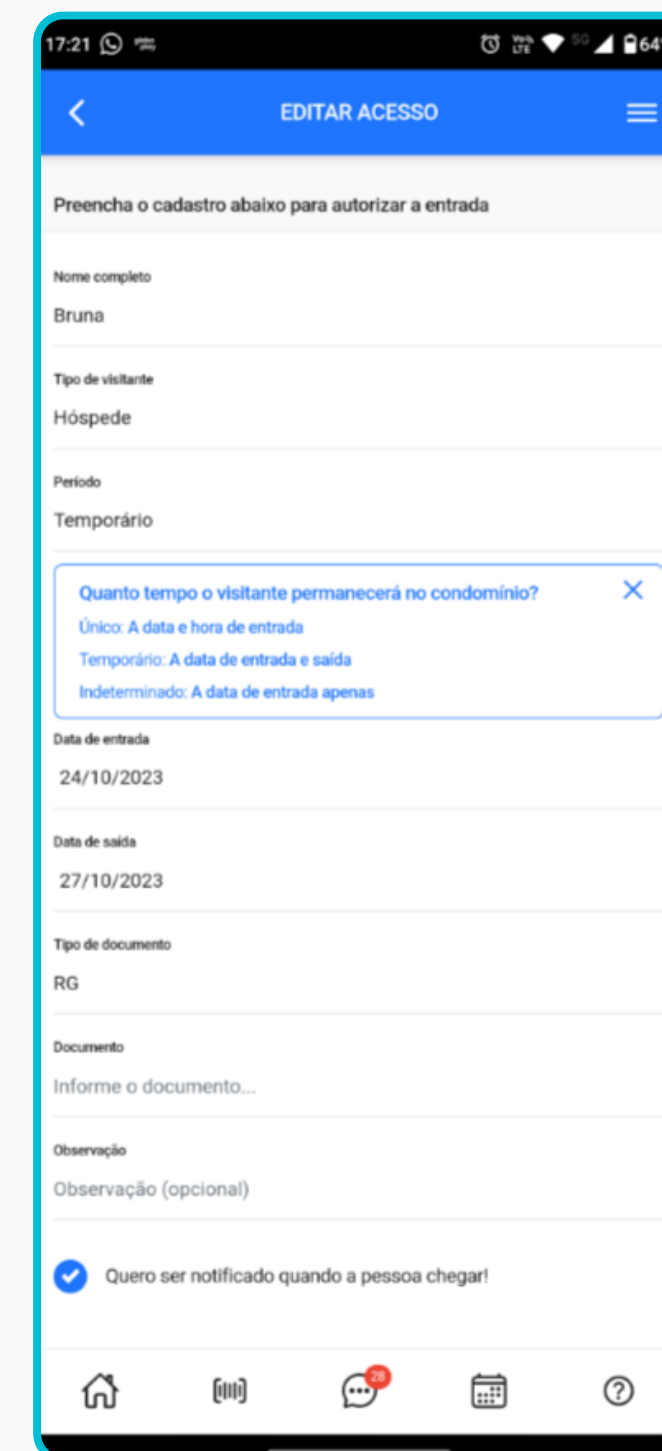 17:21
VoLTE 5G 64%
EDITAR ACESSO
Preencha o cadastro abaixo para autorizar a entrada
Nome completo
Bruna
Tipo de visitante
Hóspede
Período
Temporário
Quanto tempo o visitante permanecerá no condomínio?
Único: A data e hora de entrada
Temporário: A data de entrada e saída
Indeterminado: A data de entrada apenas
Data de entrada
24/10/2023
Data de saída
27/10/2023
Tipo de documento
RG
Documento
Informe o documento...
Observação
Observação (opcional)
Quero ser notificado quando a pessoa chegar!
28